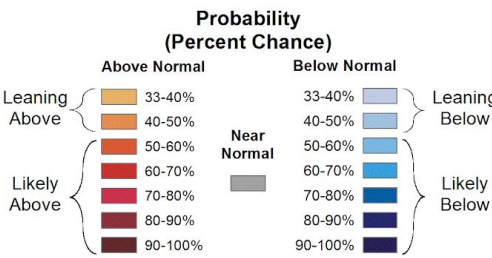 Probability
(Percent Chance)
Above Normal
Below Normal
Leaning
Above
33-40%
40-50%
50-60%
60-70%
70-80%
80-90%
90-100%
Likely
Above
Near
Normal
33-40%
40-50%
50-60%
60-70%
70-80%
80-90%
90-100%
Leaning
Below
Likely
Below